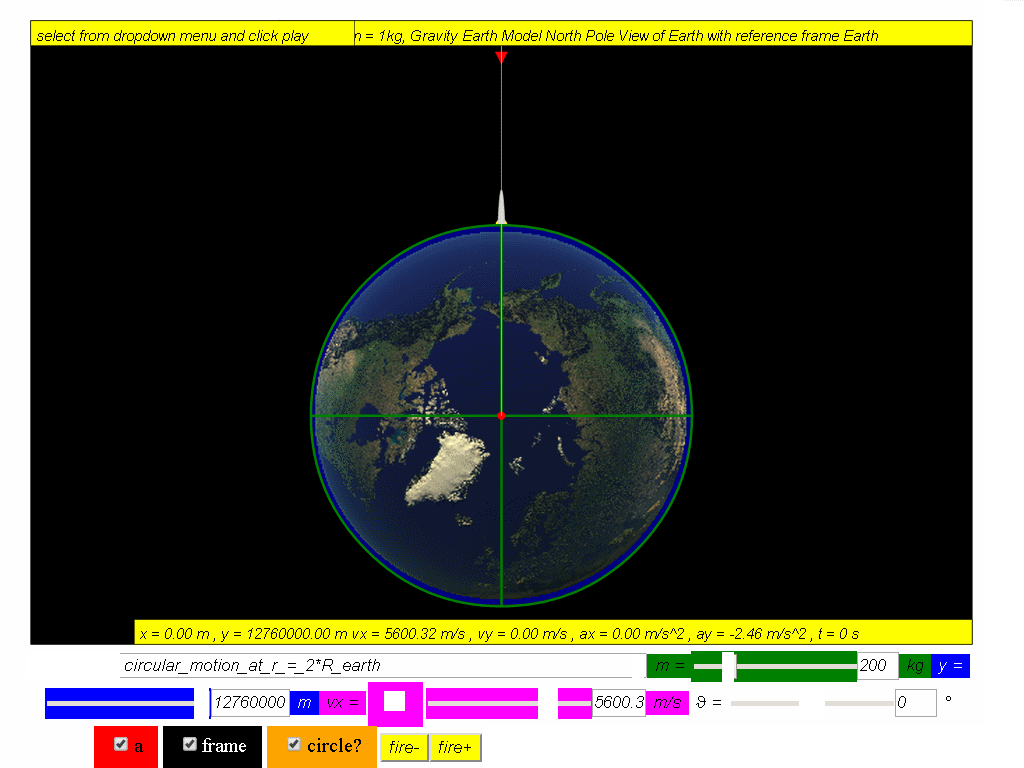 select from dropdown menu and click play
= 1kg, Gravity Earth Model North Pole View of Earth with reference frame Earth
x = 0.00 m , y = 12760000.00 m vx = 5600.32 m/s , vy = 0.00 m/s , ax = 0.00 m/s^2 , ay = -2.46 m/s^2 , t = 0 s
circular_motion_at_r_=_2*R_earth m = 200 kg y =
12760000 m vx = 5600.3 m/s ϑ = 0 °
a frame circle? fire- fire+